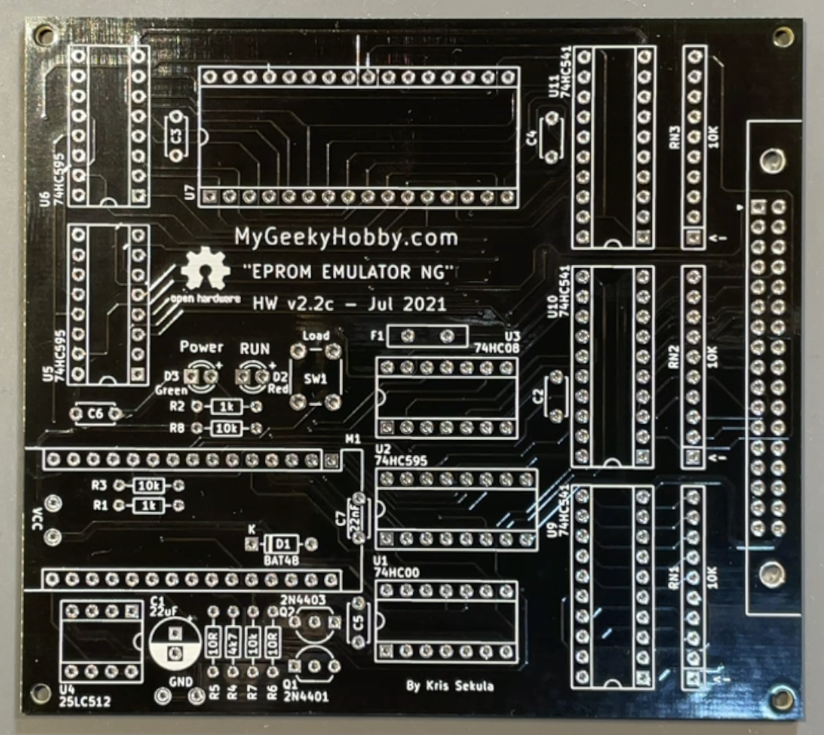 U6
74HC595
C3
U7
C4
U11
74HC541
RN3
10K
MyGeekyHobby.com
"EPROM EMULATOR NG"
open hardware
HW v2.2c – Jul 2021
U5
74HC595
Power
RUN
Load
F1
U3
74HC08
D3
Green
+
+
D2
Red
SW1
R2 1k
R8 10k
C6
C2
U10
74HC541
RN2
10K
M1
U2
74HC595
R3 10k
R1 1k
VCC
K
D1
BAT48
C7
22nF
U9
74HC541
RN1
10K
U1
74HC00
C1
22uF
+
2N4403
Q2
C5
10R
4k7
10k
10R
R5
R4
R7
R6
Q1
2N4401
GND
U4
25LC512
By Kris Sekula